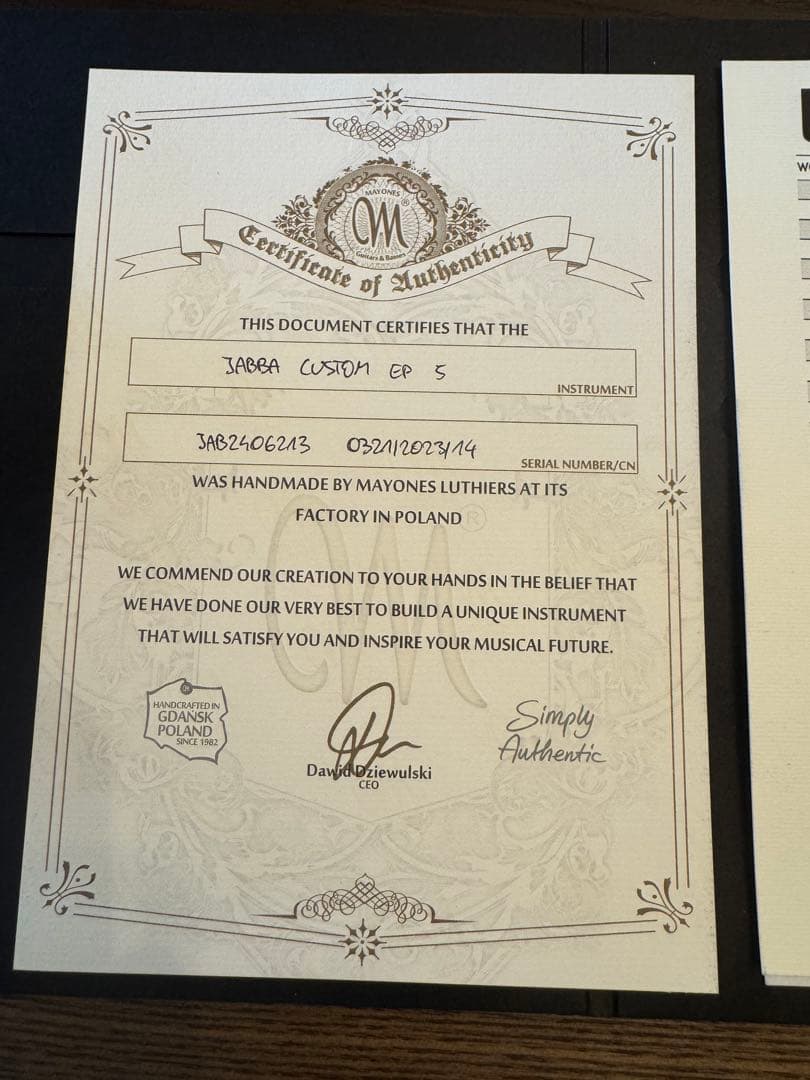 MAYONES
M®
Guitars & Basses
Certificate of Authenticity
THIS DOCUMENT CERTIFIES THAT THE
JABBA CUSTOM EP 5
INSTRUMENT
JAB2406213 0321/2023/14
SERIAL NUMBER/CN
WAS HANDMADE BY MAYONES LUTHIERS AT ITS
FACTORY IN POLAND
WE COMMEND OUR CREATION TO YOUR HANDS IN THE BELIEF THAT
WE HAVE DONE OUR VERY BEST TO BUILD A UNIQUE INSTRUMENT
THAT WILL SATISFY YOU AND INSPIRE YOUR MUSICAL FUTURE.
HANDCRAFTED IN
GDAŃSK
POLAND
SINCE 1982
Dawid Dziewulski
CEO
Simply
Authentic